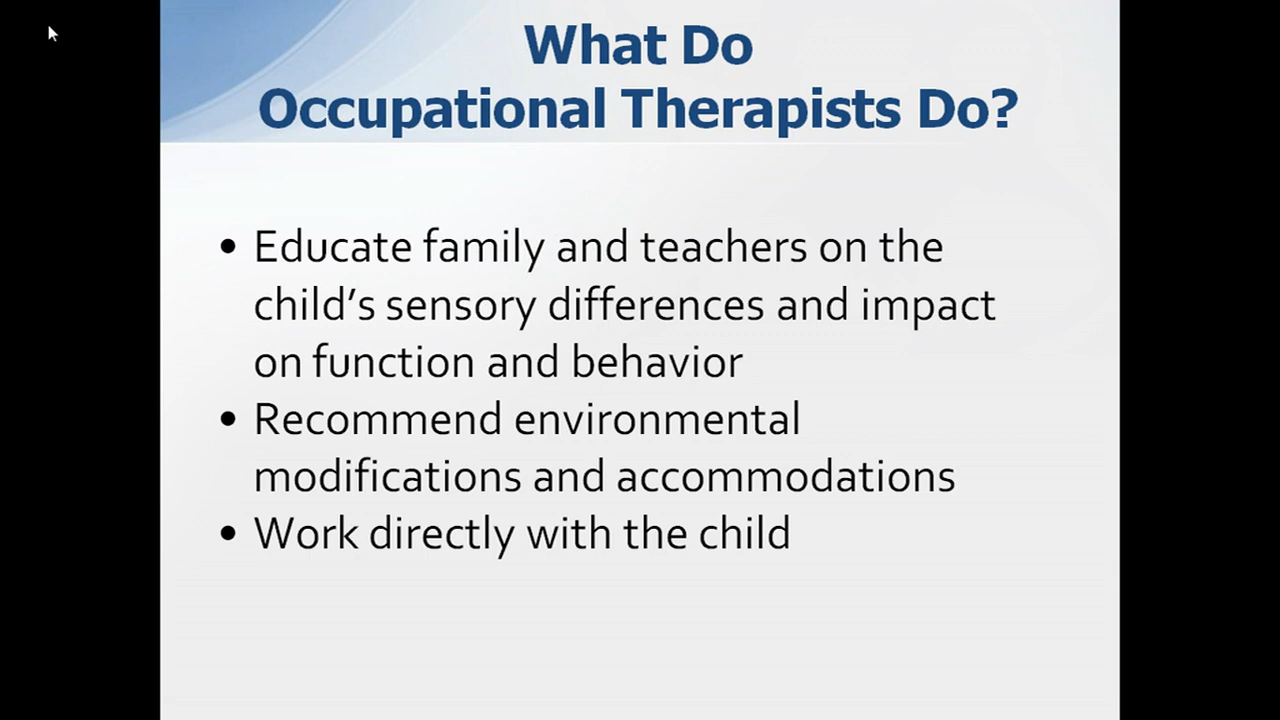 What Do
Occupational Therapists Do?
• Educate family and teachers on the
child’s sensory differences and impact
on function and behavior
• Recommend environmental
modifications and accommodations
• Work directly with the child